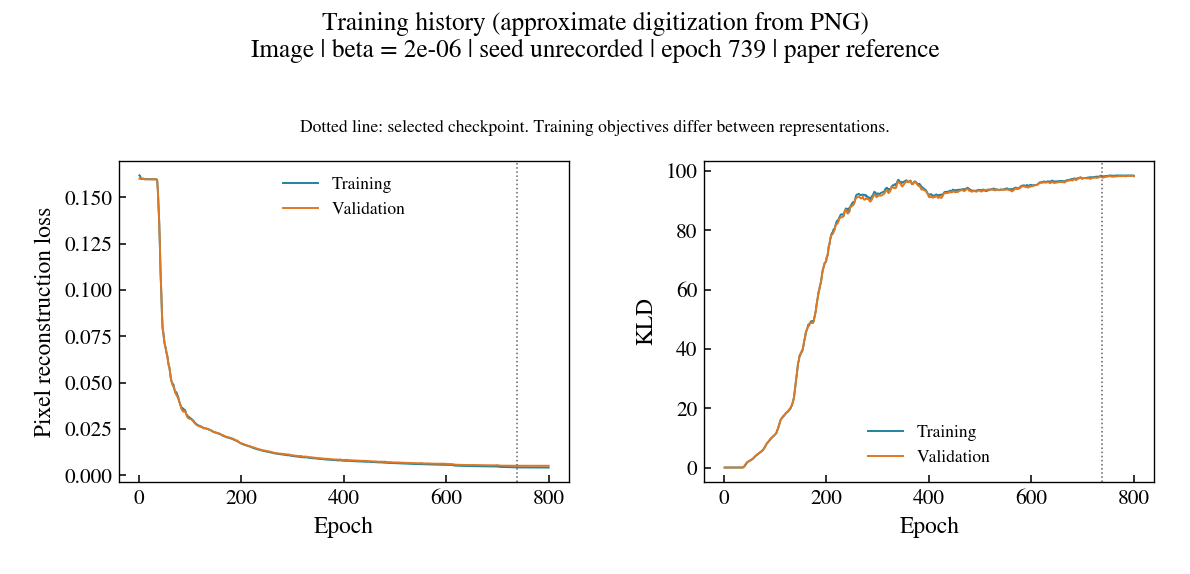 Training history (approximate digitization from PNG)
Image | beta = 2e-06 | seed unrecorded | epoch 739 | paper reference
Dotted line: selected checkpoint. Training objectives differ between representations.
Pixel reconstruction loss
0.150
0.125
0.100
0.075
0.050
0.025
0.000
Training
Validation
0 200 400 600 800
Epoch
KLD
100
80
60
40
20
0
Training
Validation
0 200 400 600 800
Epoch